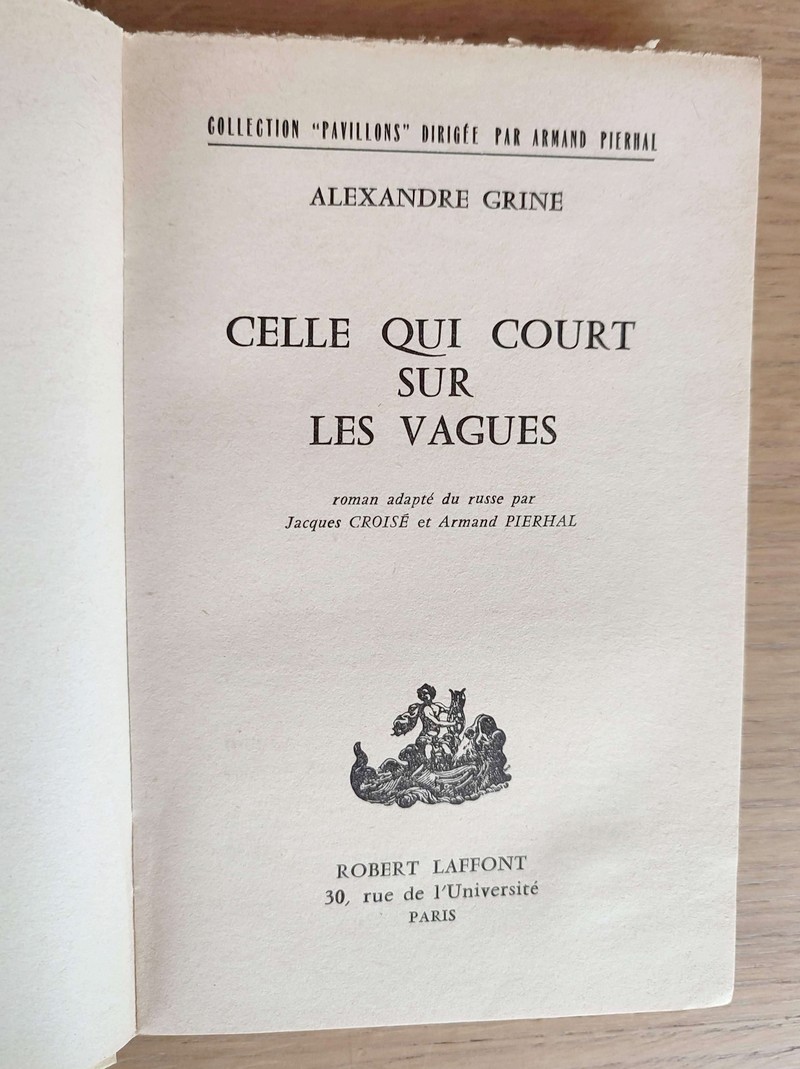 COLLECTION "PAVILLONS" DIRIGÉE PAR ARMAND PIERHAL
ALEXANDRE GRINE
CELLE QUI COURT
SUR
LES VAGUES
roman adapté du russe par
Jacques CROISÉ et Armand PIERHAL
ROBERT LAFFONT
30, rue de l'Université
PARIS